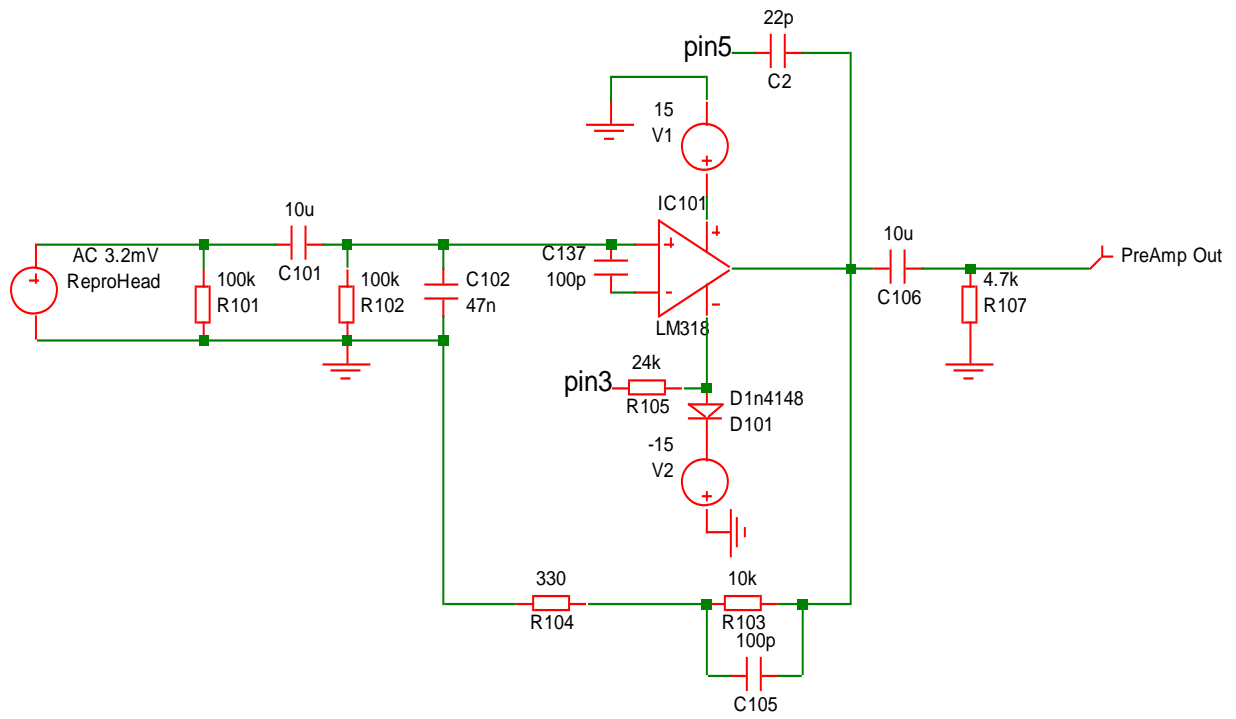 22p
pin5
C2
15
V1
IC101
10u
10u
AC 3.2mV
ReproHead
C101
C137
100p
PreAmp Out
100k
R101
100k
R102
C102
47n
C106
4.7k
R107
LM318
24k
pin3
R105
D1n4148
D101
-15
V2
330
R104
10k
R103
100p
C105